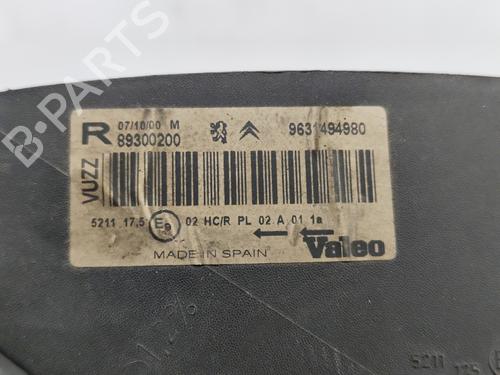 R 07/10/00 M
89300200 9631494980
VUZZ
5211 17,5 E9 02 HC/R PL 02 A 01 1a
Valeo
MADE IN SPAIN
5211
175